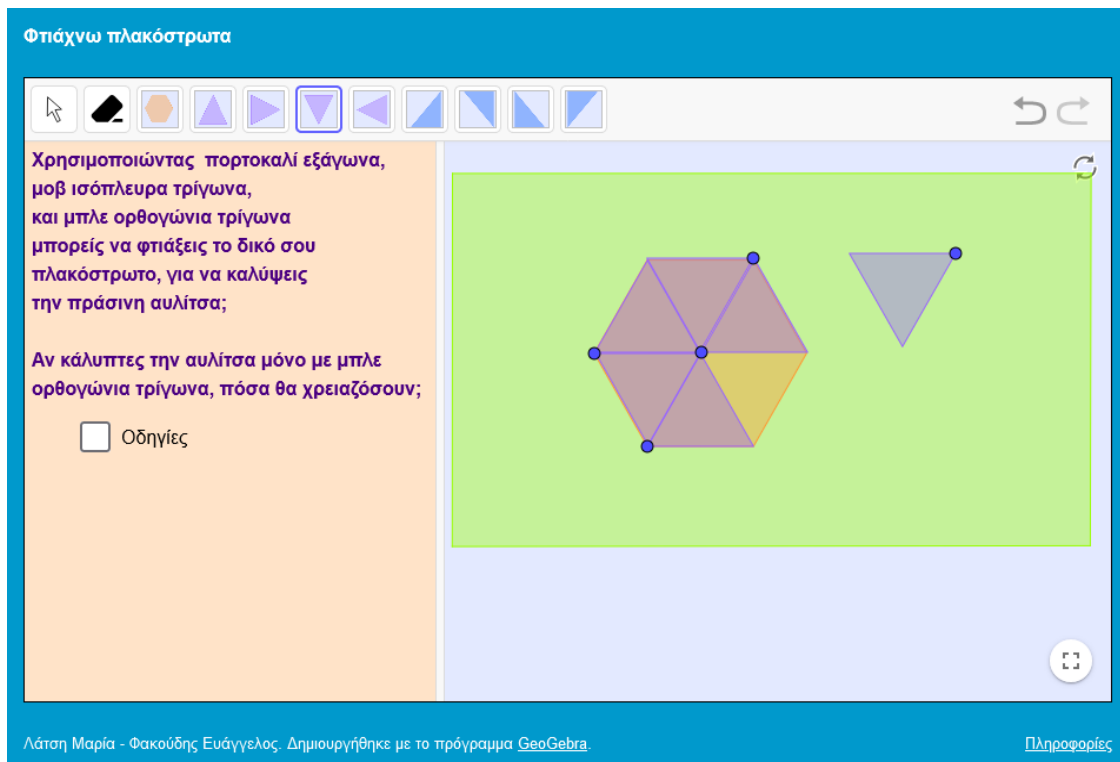 Φτιάχνω πλακόστρωτα
Χρησιμοποιώντας πορτοκαλί εξάγωνα,
μοβ ισόπλευρα τρίγωνα,
και μπλε ορθογώνια τρίγωνα
μπορείς να φτιάξεις το δικό σου
πλακόστρωτο, για να καλύψεις
την πράσινη αυλίτσα;
Αν κάλυπτες την αυλίτσα μόνο με μπλε
ορθογώνια τρίγωνα, πόσα θα χρειαζόσουν;
Οδηγίες
Λάτση Μαρία - Φακούδης Ευάγγελος. Δημιουργήθηκε με το πρόγραμμα GeoGebra.
Πληροφορίες